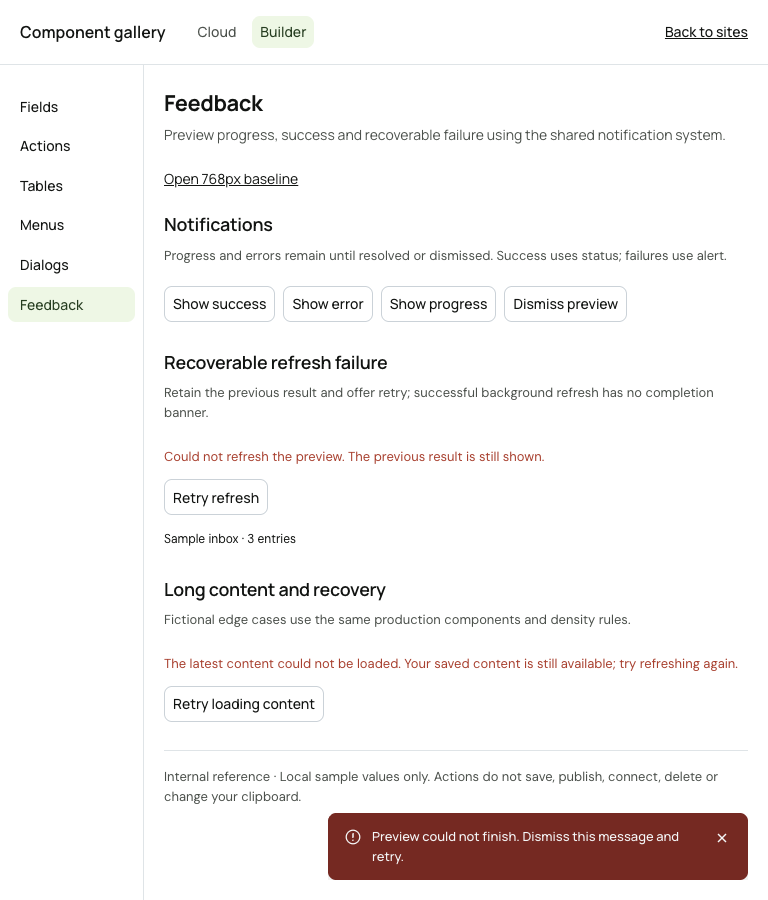 Component gallery
Cloud
Builder
Back to sites
Fields
Actions
Tables
Menus
Dialogs
Feedback
Feedback
Preview progress, success and recoverable failure using the shared notification system.
Open 768px baseline
Notifications
Progress and errors remain until resolved or dismissed. Success uses status; failures use alert.
Show success
Show error
Show progress
Dismiss preview
Recoverable refresh failure
Retain the previous result and offer retry; successful background refresh has no completion
banner.
Could not refresh the preview. The previous result is still shown.
Retry refresh
Sample inbox · 3 entries
Long content and recovery
Fictional edge cases use the same production components and density rules.
The latest content could not be loaded. Your saved content is still available; try refreshing again.
Retry loading content
Internal reference · Local sample values only. Actions do not save, publish, connect, delete or
change your clipboard.
Preview could not finish. Dismiss this message and
retry.